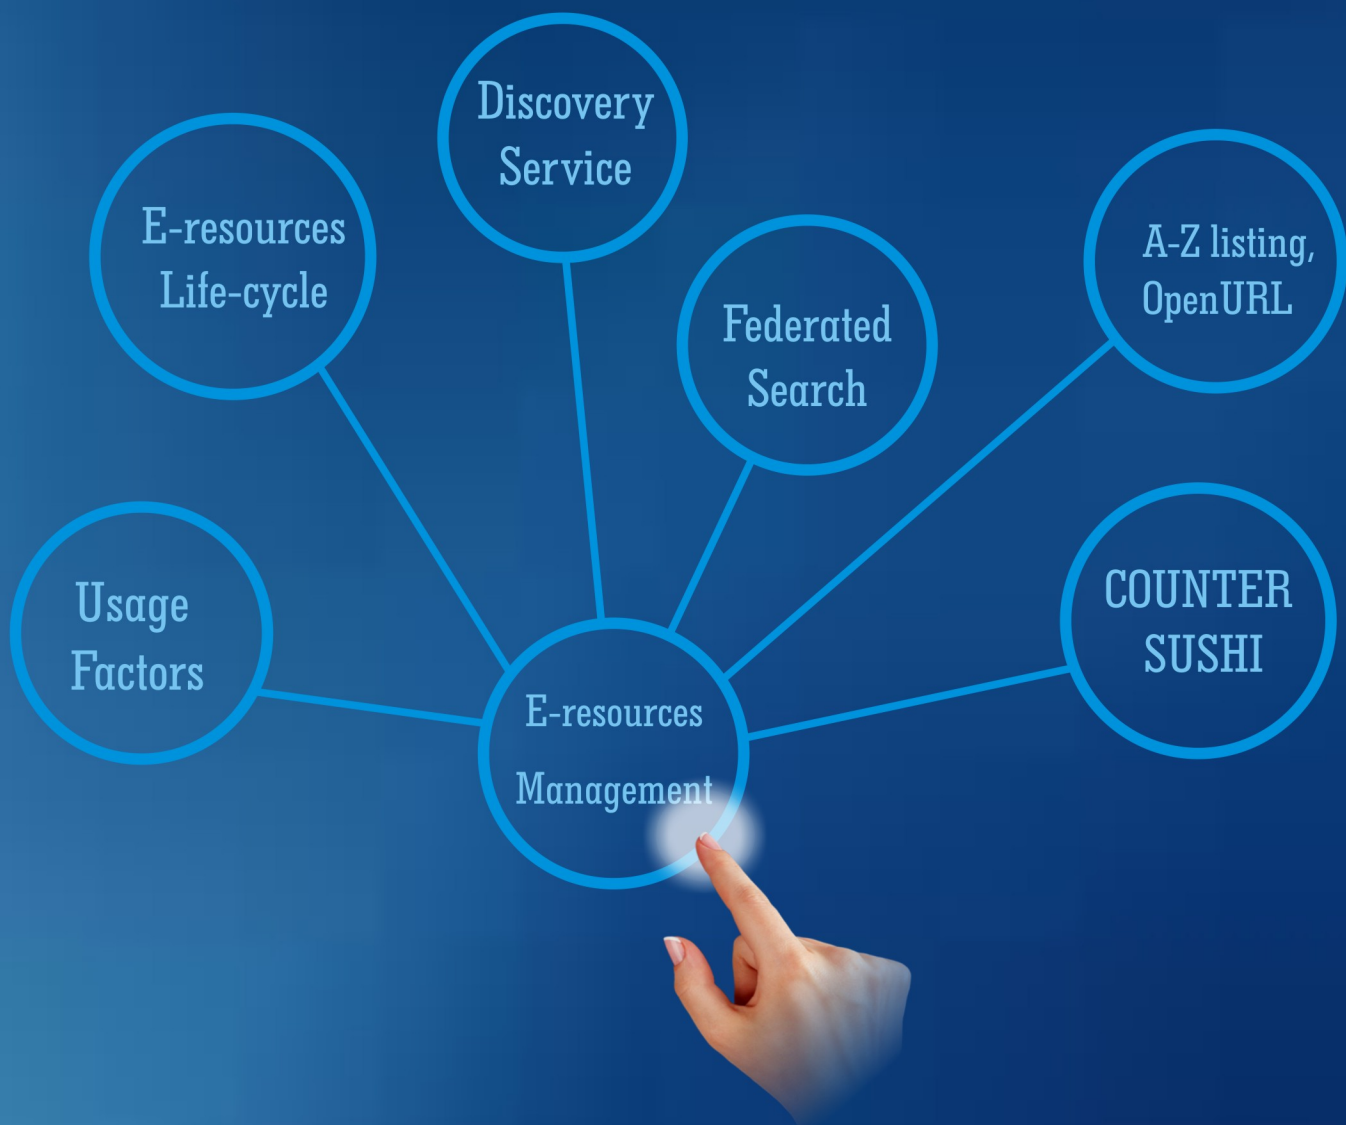 Discovery
Service
E-resources
Life-cycle
Federated
Search
A-Z listing,
OpenURL
Usage
Factors
COUNTER
SUSHI
E-resources
Management